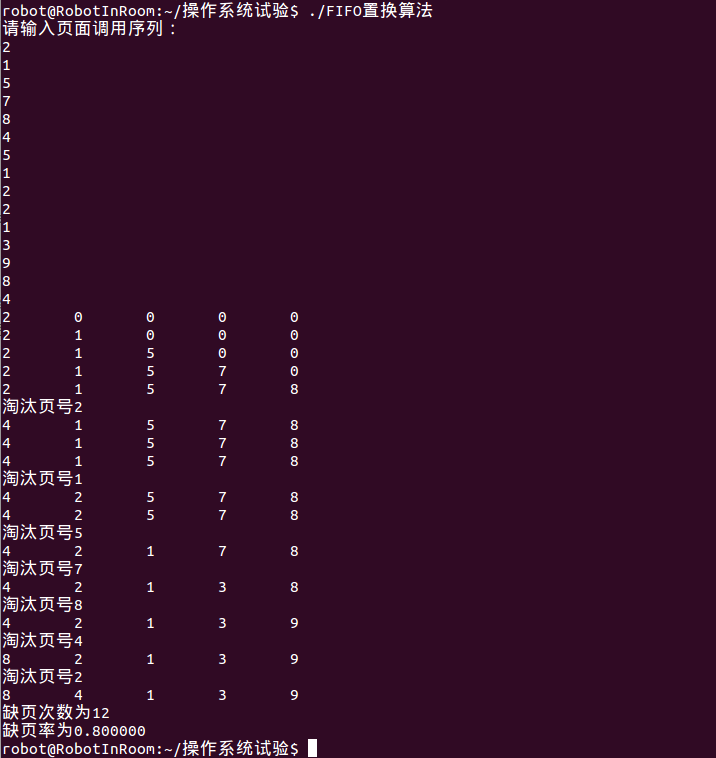 robot@RobotInRoom:~/操作系统试验$ ./FIFO置换算法
请输入页面调用序列：
2
1
5
7
8
4
5
1
2
2
1
3
9
8
4
2 0 0 0 0
2 1 0 0 0
2 1 5 0 0
2 1 5 7 0
2 1 5 7 8
淘汰页号2
4 1 5 7 8
4 1 5 7 8
4 1 5 7 8
淘汰页号1
4 2 5 7 8
4 2 5 7 8
淘汰页号5
4 2 1 7 8
淘汰页号7
4 2 1 3 8
淘汰页号8
4 2 1 3 9
淘汰页号4
8 2 1 3 9
淘汰页号2
8 4 1 3 9
缺页次数为12
缺页率为0.800000
robot@RobotInRoom:~/操作系统试验$